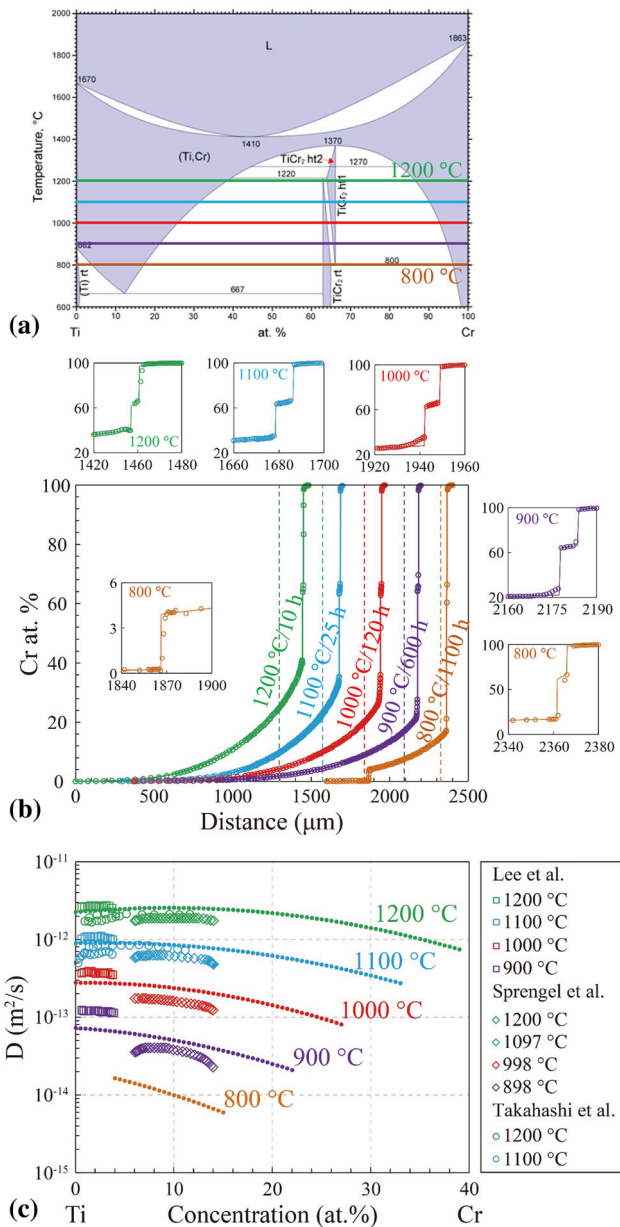 2000
1800
1600
1400
1200
1000
800
600
Temperature, °C
L
1863
1670
1410
1370
(Ti,Cr)
TiCr₂ ht2
1270
1220
1200 °C
TiCr₂ ht1
882
(Ti) rt
800
800 °C
667
TiCr₂ rt
0 10 20 30 40 50 60 70 80 90 100
Ti at. % Cr
(a)
100
60
20
1200 °C
1420 1460 1480
100
60
20
1100 °C
1660 1680 1700
100
60
20
1000 °C
1920 1940 1960
100
80
60
40
20
0
Cr at. %
6
3
0
800 °C
1840 1870 1900
1200 °C/10 h
1100 °C/25 h
1000 °C/120 h
900 °C/600 h
800 °C/1100 h
0 500 1000 1500 2000 2500
Distance (μm)
(b)
100
60
20
900 °C
2160 2175 2190
100
60
20
800 °C
2340 2360 2380
10⁻¹¹
10⁻¹²
10⁻¹³
10⁻¹⁴
10⁻¹⁵
D (m²/s)
1200 °C
1100 °C
1000 °C
900 °C
800 °C
0 10 20 30 40
Ti Concentration (at.%) Cr
(c)
Lee et al.
1200 °C
1100 °C
1000 °C
900 °C
Sprengel et al.
1200 °C
1097 °C
998 °C
898 °C
Takahashi et al.
1200 °C
1100 °C